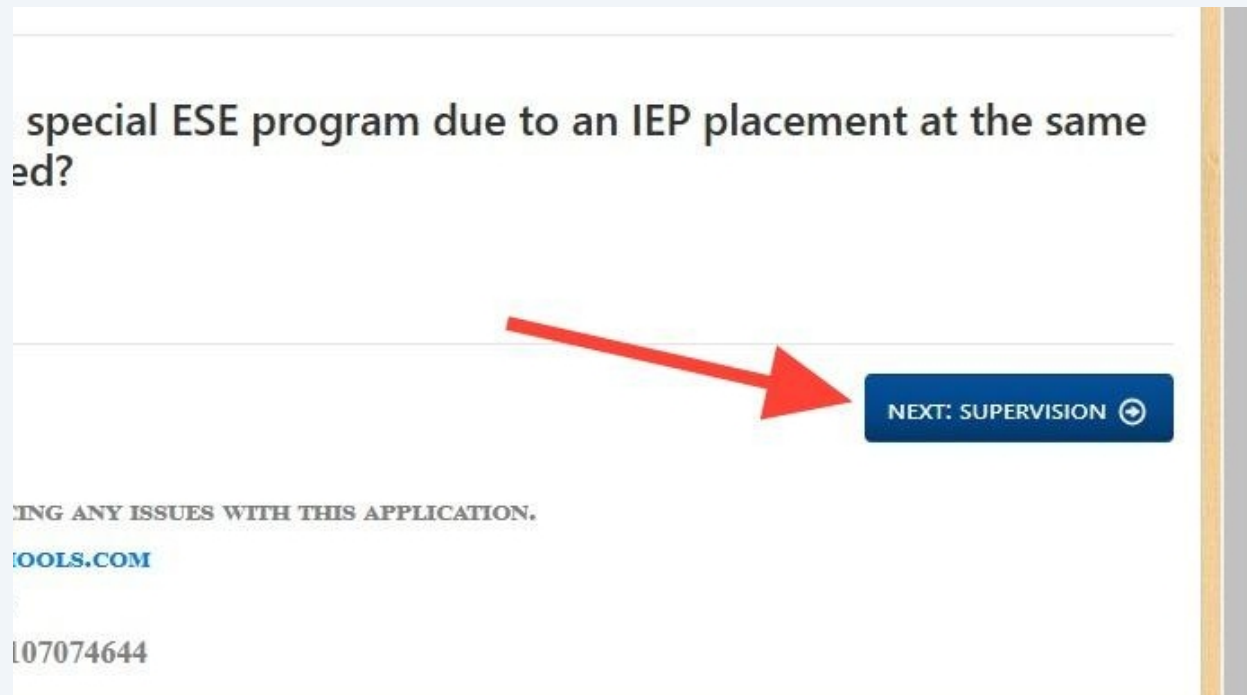 special ESE program due to an IEP placement at the same
ed?
NEXT: SUPERVISION
ING ANY ISSUES WITH THIS APPLICATION.
OOLS.COM
107074644